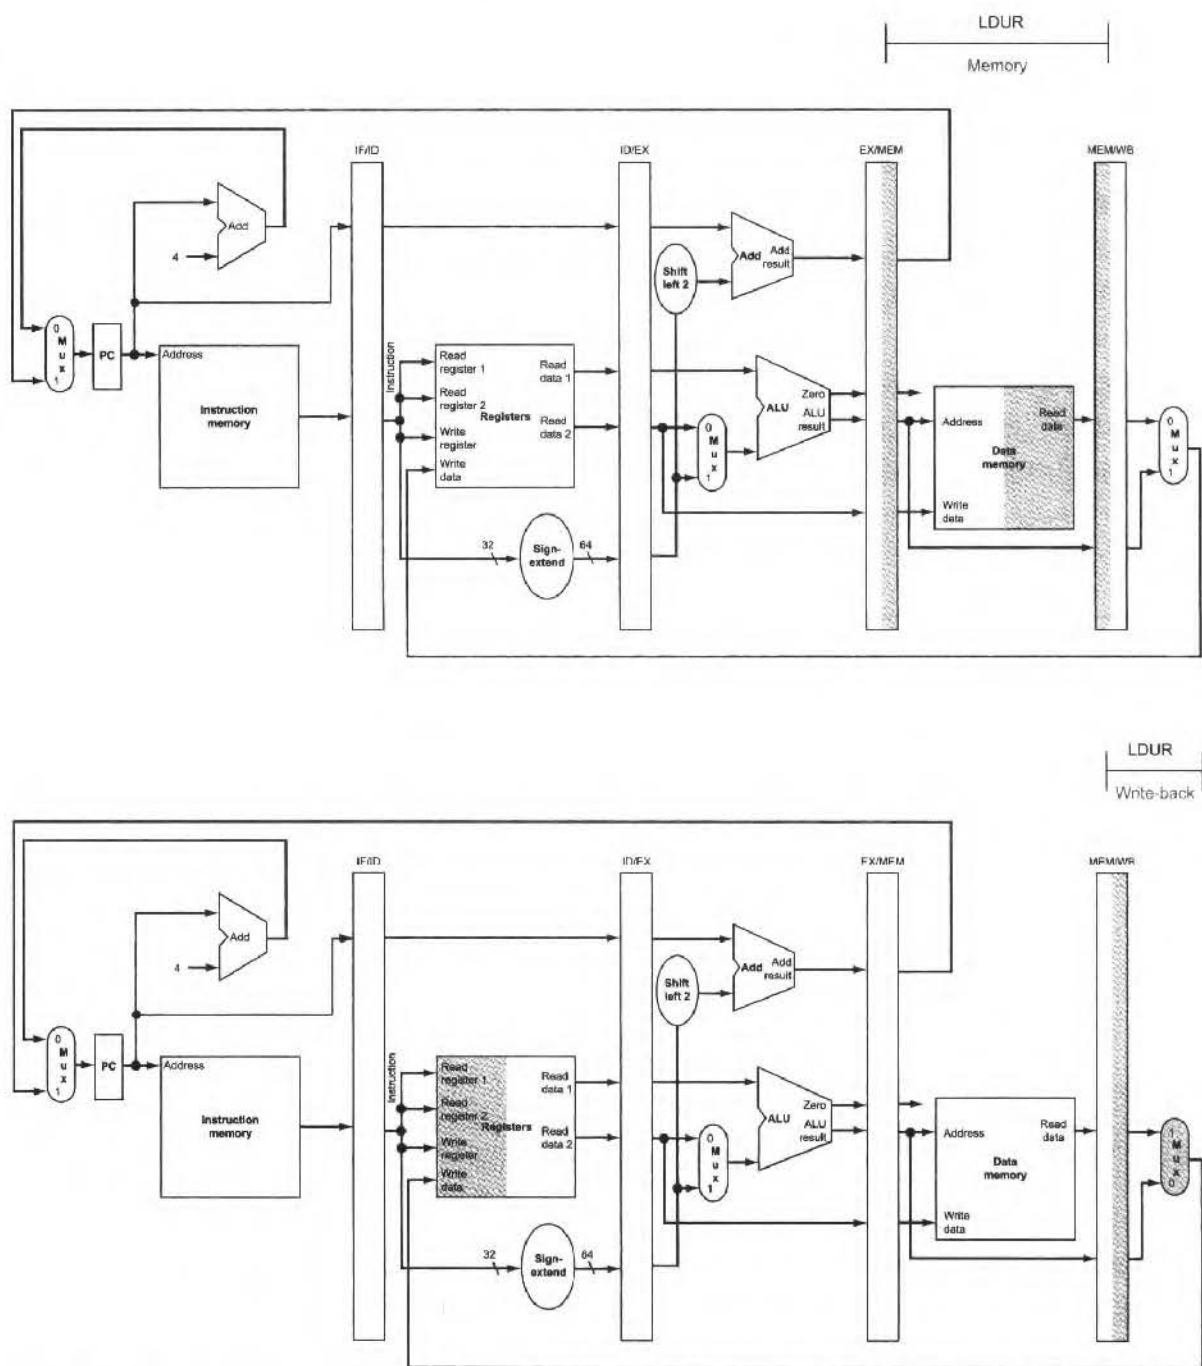 LDUR
Memory
IF/ID
ID/EX
EX/MEM
MEM/WB
Add
4
Add
Add
result
Shift
left 2
0
M
u
x
1
PC
Address
Instruction
memory
Instruction
Read
register 1
Read
register 2
Registers
Write
register
Write
data
Read
data 1
Read
data 2
0
M
u
x
1
ALU
Zero
ALU
result
Address
Read
data
Data
memory
Write
data
0
M
u
x
1
32
Sign-
extend
64
LDUR
Write-back
IF/ID
ID/EX
EX/MEM
MEM/WB
Add
4
Add
Add
result
Shift
left 2
0
M
u
x
1
PC
Address
Instruction
memory
Instruction
Read
register 1
Read
register 2
Registers
Write
register
Write
data
Read
data 1
Read
data 2
0
M
u
x
1
ALU
Zero
ALU
result
Address
Read
data
Data
memory
Write
data
1
M
u
x
0
32
Sign-
extend
64